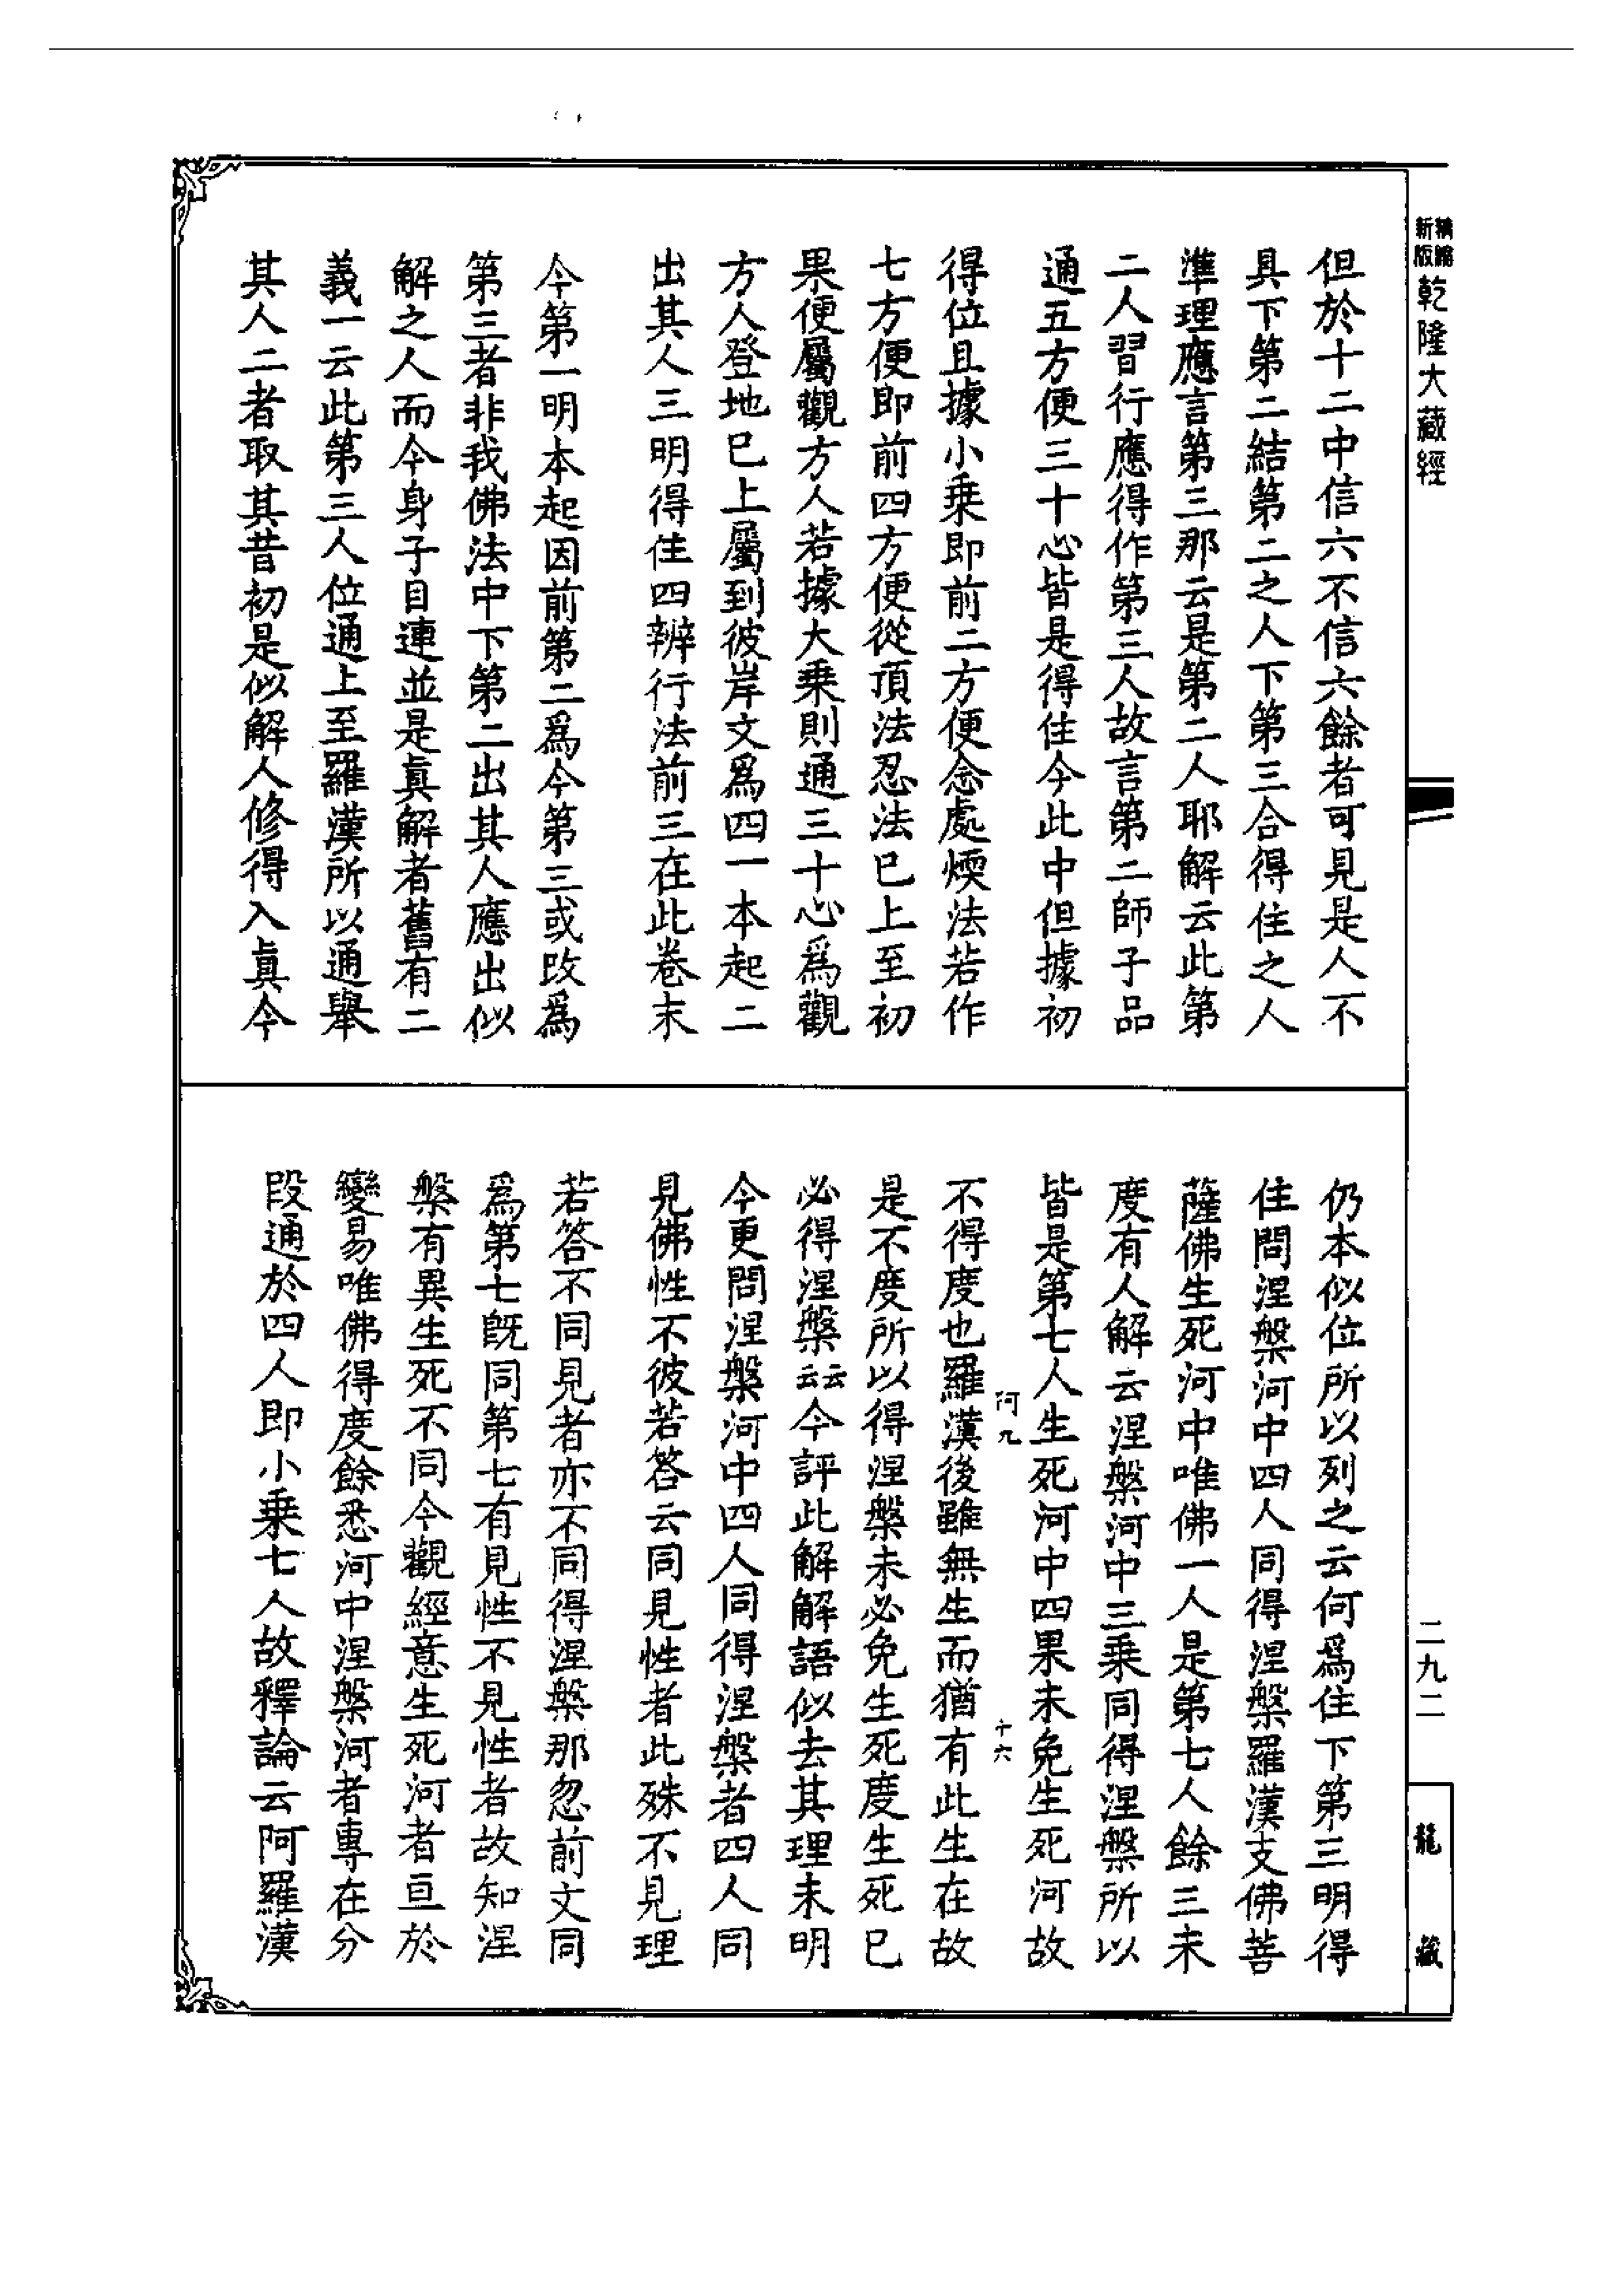 新編縮版乾隆大藏經
但於十二中信六不信六餘者可見是人不
具下第二結第二之人下第三合得住之人
準理應言第三那云是第二人耶解云此第
二人習行應得作第三人故言第二師子品
通五方便三十心皆是得住今此中但據初
得位且據小乗即前二方便念處煗法若作
七方便即前四方便從頂法忍法已上至初
果便屬觀方人若據大乗則通三十心爲觀
方人登地已上屬到彼岸文爲四一本起二
出其人三明得住四辨行法前三在此卷末
今第一明本起因前第二爲今第三或改爲
第三者非我佛法中下第二出其人應出似
解之人而今身子目連並是真解者舊有二
義一云此第三人位通上至羅漢所以通舉
其人二者取其昔初是似解人修得入真今
仍本似位所以列之云何爲住下第三明得
住問涅槃河中四人同得涅槃羅漢支佛菩
薩佛生死河中唯佛一人是第七人餘三未
度有人解云涅槃河中三乗同得涅槃所以
皆是第七人生死河中四果未免生死河故
阿九
十六
不得度也羅漢後雖無生而猶有此生在故
是不度所以得涅槃未必免生死度生死已
必得涅槃云云今評此解解語似去其理未明
今更問涅槃河中四人同得涅槃者四人同
見佛性不彼若答云同見性者此殊不見理
若答不同見者亦不同得涅槃那忽前文同
爲第七旣同第七有見性不見性者故知涅
槃有異生死不同今觀經意生死河者亘於
變易唯佛得度餘悉河中涅槃河者專在分
段通於四人即小乗七人故釋論云阿羅漢
二九二
龍藏